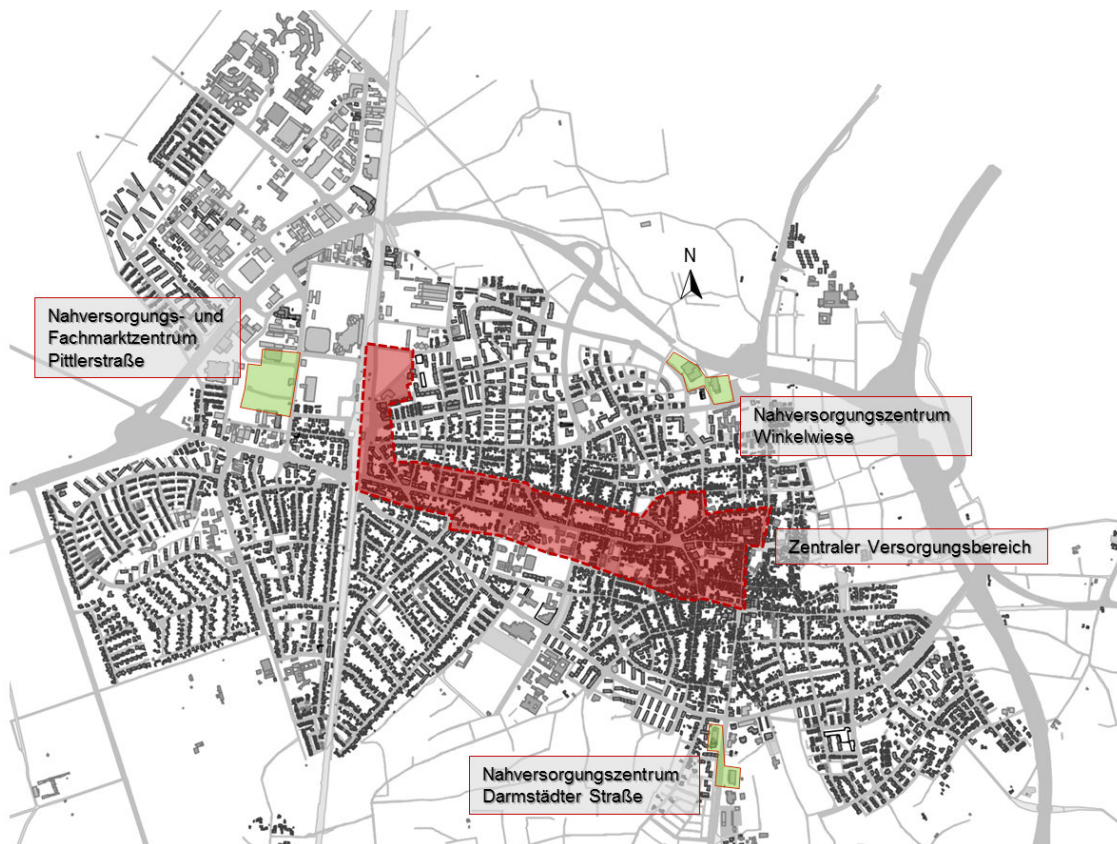 N
Nahversorgungs- und
Fachmarktzentrum
Pittlerstraße
Nahversorgungszentrum
Winkelwiese
Zentraler Versorgungsbereich
Nahversorgungszentrum
Darmstädter Straße